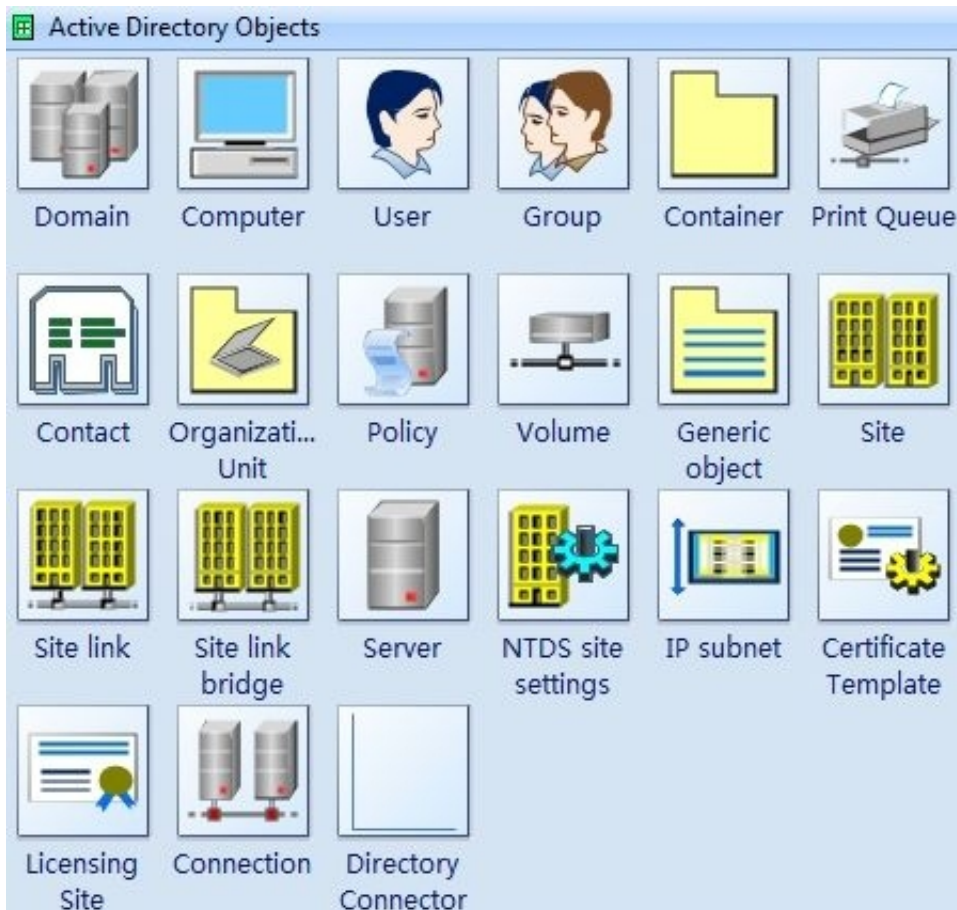 Active Directory Objects
Domain
Computer
User
Group
Container
Print Queue
Contact
Organizati...
Unit
Policy
Volume
Generic
object
Site
Site link
Site link
bridge
Server
NTDS site
settings
IP subnet
Certificate
Template
Licensing
Site
Connection
Directory
Connector